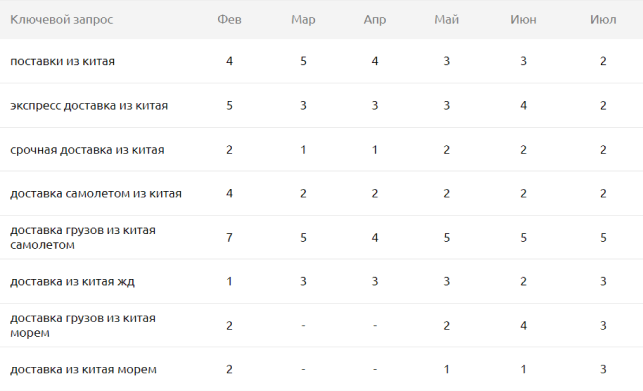 Ключевой запрос Фев Мар Апр Май Июн Июл
поставки из китая 4 5 4 3 3 2
экспресс доставка из китая 5 3 3 3 4 2
срочная доставка из китая 2 1 1 2 2 2
доставка самолетом из китая 4 2 2 2 2 2
доставка грузов из китая
самолетом 7 5 4 5 5 5
доставка из китая жд 1 3 3 3 2 3
доставка грузов из китая
морем 2 - - 2 4 3
доставка из китая морем 2 - - 1 1 3